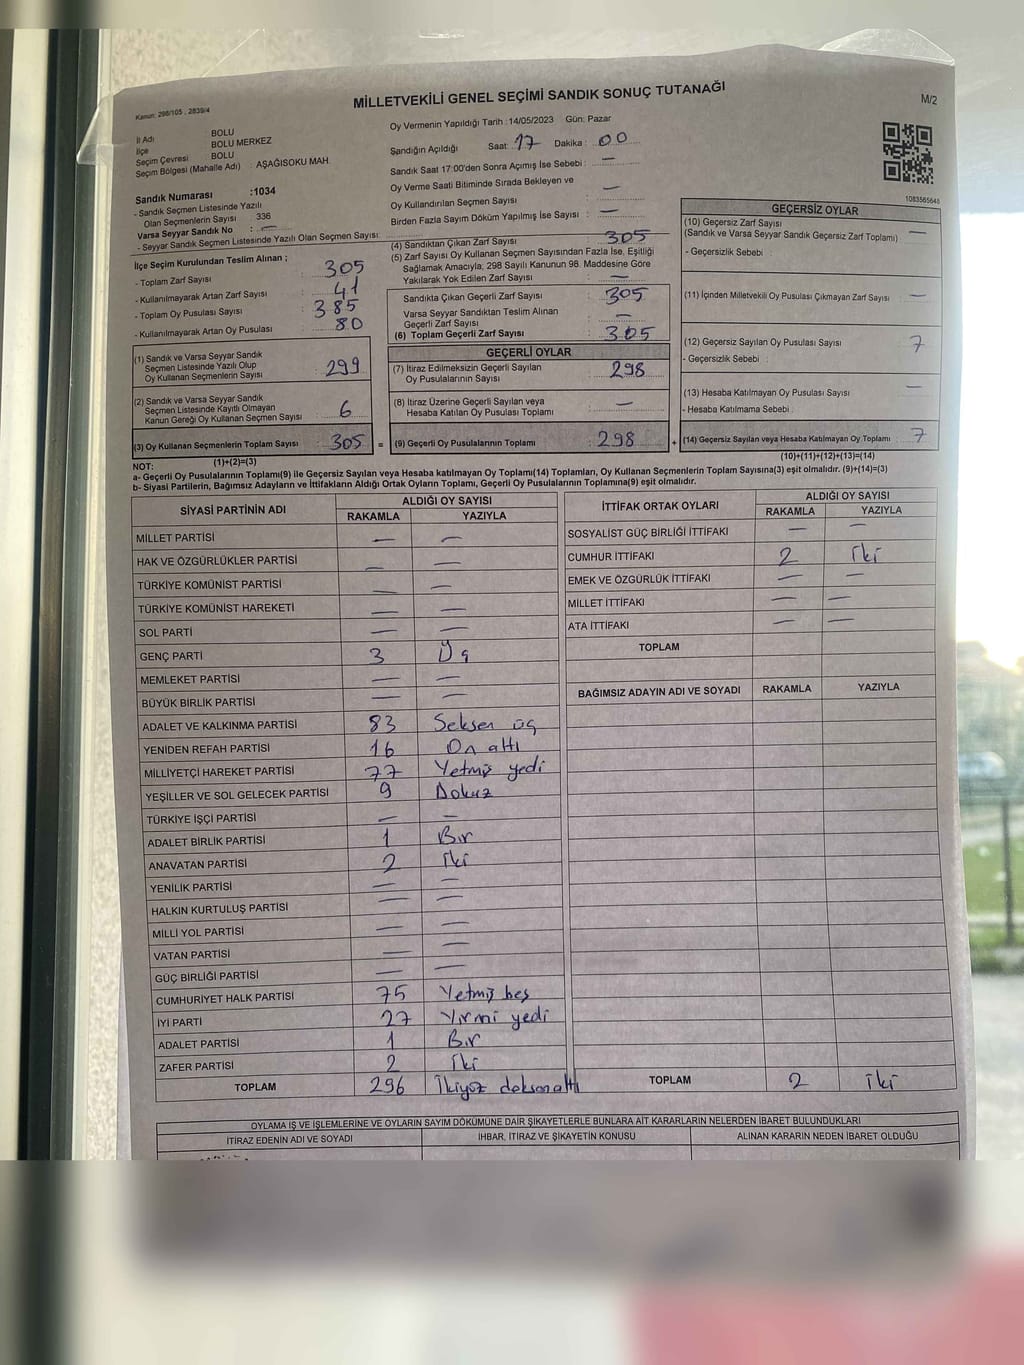 Kanun: 298/105 , 2839/4
MİLLETVEKİLİ GENEL SEÇİMİ SANDIK SONUÇ TUTANAĞI
M/2
İl Adı BOLU
İlçe BOLU MERKEZ
Seçim Çevresi BOLU
Seçim Bölgesi (Mahalle Adı) : AŞAĞISOKU MAH.
Sandık Numarası :1034
- Sandık Seçmen Listesinde Yazılı
Olan Seçmenlerin Sayısı 336
Varsa Seyyar Sandık No : —
- Seyyar Sandık Seçmen Listesinde Yazılı Olan Seçmen Sayısı:
Oy Vermenin Yapıldığı Tarih : 14/05/2023 Gün: Pazar
Sandığın Açıldığı Saat: 17 Dakika : 00
Sandık Saat 17:00'den Sonra Açımış İse Sebebi : —
Oy Verme Saati Bitiminde Sırada Bekleyen ve
Oy Kullandırılan Seçmen Sayısı : —
Birden Fazla Sayım Döküm Yapılmış İse Sayısı : —
1083565645
İlçe Seçim Kurulundan Teslim Alınan ;
- Toplam Zarf Sayısı : 305
- Kullanılmayarak Artan Zarf Sayısı : 41
- Toplam Oy Pusulası Sayısı : 385
- Kullanılmayarak Artan Oy Pusulası : 80
(1) Sandık ve Varsa Seyyar Sandık
Seçmen Listesinde Yazılı Olup
Oy Kullanan Seçmenlerin Sayısı : 299
(2) Sandık ve Varsa Seyyar Sandık
Seçmen Listesinde Kayıtlı Olmayan
Kanun Gereği Oy Kullanan Seçmen Sayısı : 6
(3) Oy Kullanan Seçmenlerin Toplam Sayısı : 305 =
(1)+(2)=(3)
(4) Sandıktan Çıkan Zarf Sayısı : 305
(5) Zarf Sayısı Oy Kullanan Seçmen Sayısından Fazla İse, Eşitliği
Sağlamak Amacıyla, 298 Sayılı Kanunun 98. Maddesine Göre
Yakılarak Yok Edilen Zarf Sayısı : —
Sandıkta Çıkan Geçerli Zarf Sayısı : 305
Varsa Seyyar Sandıktan Teslim Alınan
Geçerli Zarf Sayısı : —
(6) Toplam Geçerli Zarf Sayısı : 305
GEÇERLİ OYLAR
(7) İtiraz Edilmeksizin Geçerli Sayılan
Oy Pusulalarının Sayısı : 298
(8) İtiraz Üzerine Geçerli Sayılan veya
Hesaba Katılan Oy Pusulası Toplamı : —
(9) Geçerli Oy Pusulalarının Toplamı : 298 +
GEÇERSİZ OYLAR
(10) Geçersiz Zarf Sayısı
(Sandık ve Varsa Seyyar Sandık Geçersiz Zarf Toplamı) —
- Geçersizlik Sebebi :
(11) İçinden Milletvekili Oy Pusulası Çıkmayan Zarf Sayısı : —
(12) Geçersiz Sayılan Oy Pusulası Sayısı : 7
- Geçersizlik Sebebi :
(13) Hesaba Katılmayan Oy Pusulası Sayısı : —
- Hesaba Katılmama Sebebi :
(14) Geçersiz Sayılan veya Hesaba Katılmayan Oy Toplamı : 7
(10)+(11)+(12)+(13)=(14)
NOT:
a- Geçerli Oy Pusulalarının Toplamı(9) ile Geçersiz Sayılan veya Hesaba katılmayan Oy Toplamı(14) Toplamları, Oy Kullanan Seçmenlerin Toplam Sayısına(3) eşit olmalıdır. (9)+(14)=(3)
b- Siyasi Partilerin, Bağımsız Adayların ve İttifakların Aldığı Ortak Oyların Toplamı, Geçerli Oy Pusulalarının Toplamına(9) eşit olmalıdır.
SİYASİ PARTİNİN ADI ALDIĞI OY SAYISI
RAKAMLA YAZIYLA
MİLLET PARTİSİ — —
HAK VE ÖZGÜRLÜKLER PARTİSİ — —
TÜRKİYE KOMÜNİST PARTİSİ — —
TÜRKİYE KOMÜNİST HAREKETİ — —
SOL PARTİ — —
GENÇ PARTİ 3 Üç
MEMLEKET PARTİSİ — —
BÜYÜK BİRLİK PARTİSİ — —
ADALET VE KALKINMA PARTİSİ 83 Seksen üç
YENİDEN REFAH PARTİSİ 16 On altı
MİLLİYETÇİ HAREKET PARTİSİ 77 Yetmiş yedi
YEŞİLLER VE SOL GELECEK PARTİSİ 9 Dokuz
TÜRKİYE İŞÇİ PARTİSİ — —
ADALET BİRLİK PARTİSİ 1 Bir
ANAVATAN PARTİSİ 2 İki
YENİLİK PARTİSİ — —
HALKIN KURTULUŞ PARTİSİ — —
MİLLİ YOL PARTİSİ — —
VATAN PARTİSİ — —
GÜÇ BİRLİĞİ PARTİSİ — —
CUMHURİYET HALK PARTİSİ 75 Yetmiş beş
İYİ PARTİ 27 Yirmi yedi
ADALET PARTİSİ 1 Bir
ZAFER PARTİSİ 2 İki
TOPLAM 296 İkiyüz doksan altı
İTTİFAK ORTAK OYLARI ALDIĞI OY SAYISI
RAKAMLA YAZIYLA
SOSYALİST GÜÇ BİRLİĞİ İTTİFAKI — —
CUMHUR İTTİFAKI 2 İki
EMEK VE ÖZGÜRLÜK İTTİFAKI — —
MİLLET İTTİFAKI — —
ATA İTTİFAKI — —
TOPLAM
BAĞIMSIZ ADAYIN ADI VE SOYADI RAKAMLA YAZIYLA
TOPLAM 2 İki
OYLAMA İŞ VE İŞLEMLERİNE VE OYLARIN SAYIM DÖKÜMÜNE DAİR ŞİKAYETLERLE BUNLARA AİT KARARLARIN NELERDEN İBARET BULUNDUKLARI
İTİRAZ EDENİN ADI VE SOYADI İHBAR, İTİRAZ VE ŞİKAYETİN KONUSU ALINAN KARARIN NEDEN İBARET OLDUĞU